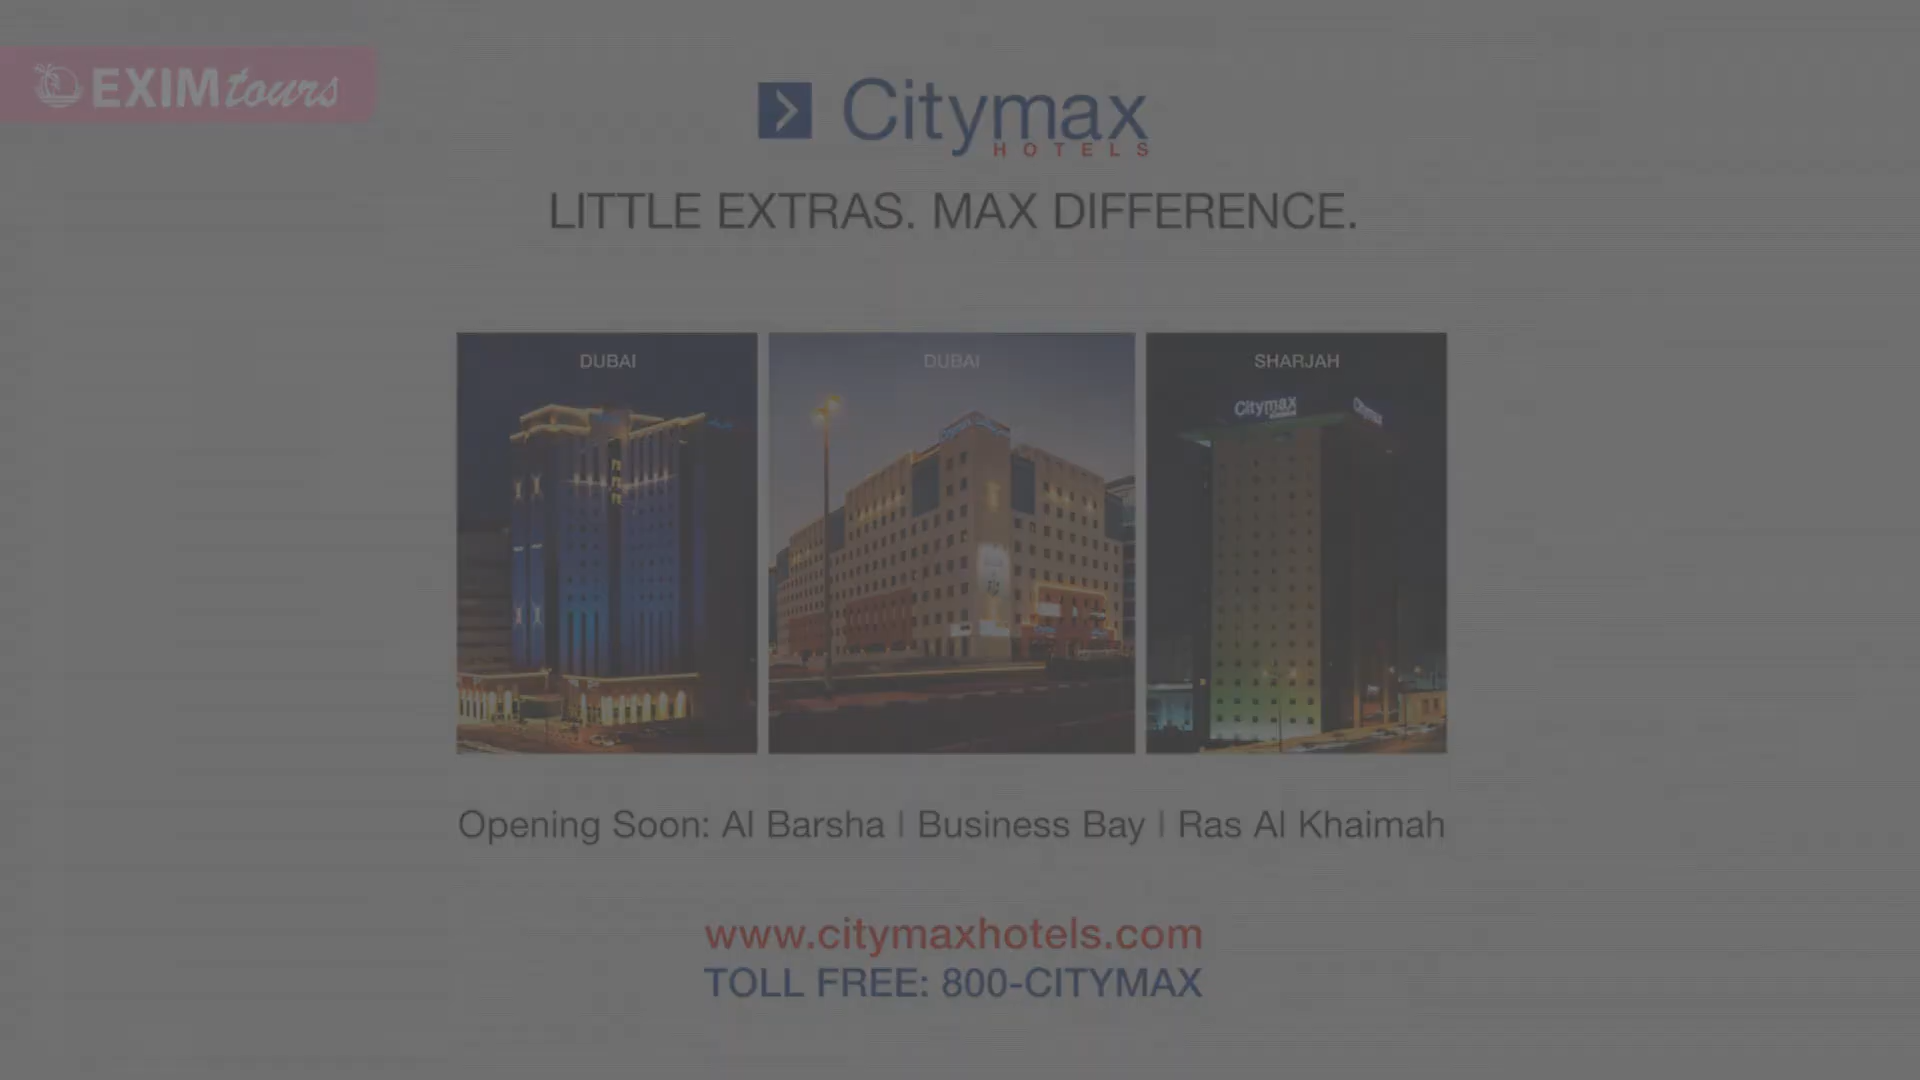 EXIMtours
Citymax
HOTELS
LITTLE EXTRAS. MAX DIFFERENCE.
DUBAI
DUBAI
SHARJAH
Citymax
Citymax
Opening Soon: Al Barsha | Business Bay | Ras Al Khaimah
www.citymaxhotels.com
TOLL FREE: 800-CITYMAX